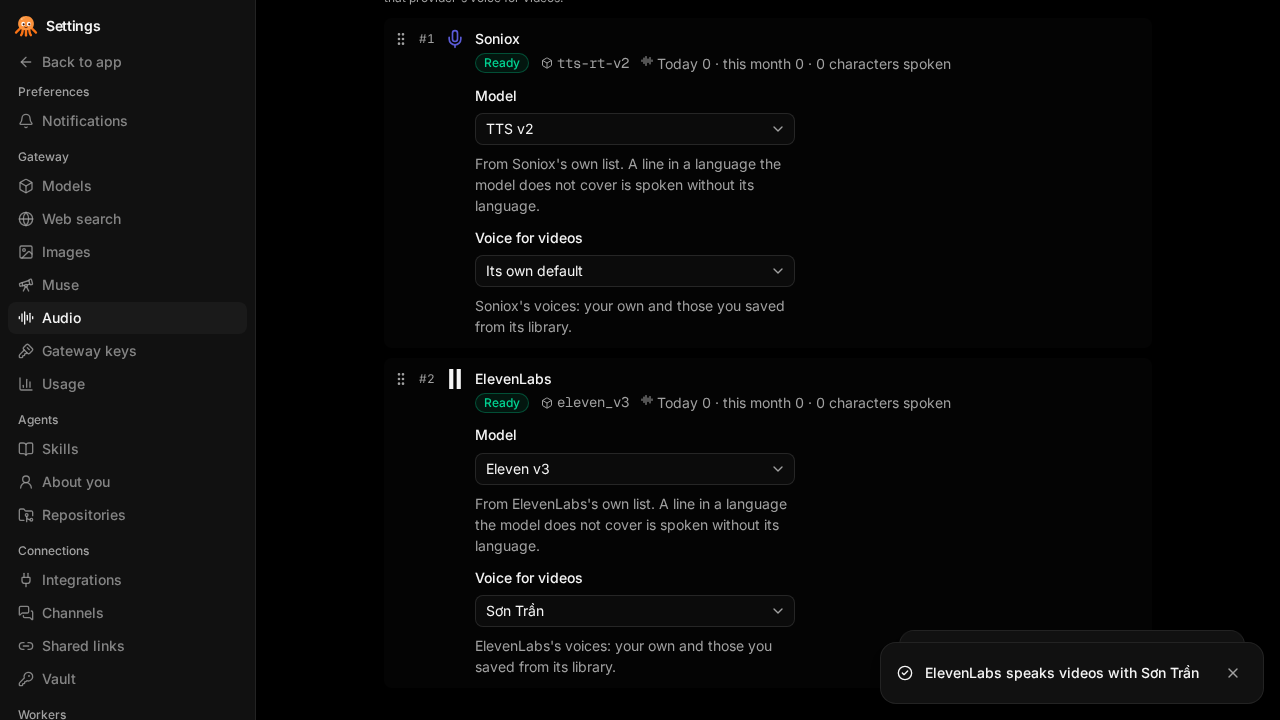 Settings
Back to app
Preferences
Notifications
Gateway
Models
Web search
Images
Muse
Audio
Gateway keys
Usage
Agents
Skills
About you
Repositories
Connections
Integrations
Channels
Shared links
Vault
Workers
#1
Soniox
Ready tts-rt-v2 Today 0 · this month 0 · 0 characters spoken
Model
TTS v2
From Soniox's own list. A line in a language the
model does not cover is spoken without its
language.
Voice for videos
Its own default
Soniox's voices: your own and those you saved
from its library.
#2
ElevenLabs
Ready eleven_v3 Today 0 · this month 0 · 0 characters spoken
Model
Eleven v3
From ElevenLabs's own list. A line in a language
the model does not cover is spoken without its
language.
Voice for videos
Sơn Trần
ElevenLabs's voices: your own and those you
saved from its library.
ElevenLabs speaks videos with Sơn Trần